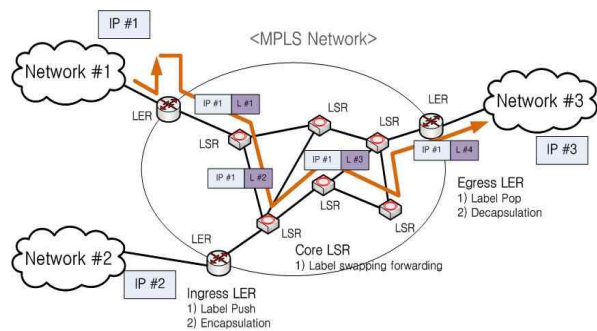 IP #1
<MPLS Network>
Network #1
LER
IP #1 L #1
LSR
LSR
LSR
LER
Network #3
IP #1 L #2
IP #1 L #3
IP #1 L #4
IP #3
LSR
LSR
LSR
Egress LER
1) Label Pop
2) Decapsulation
Network #2
LER
Core LSR
1) Label swapping forwarding
IP #2
Ingress LER
1) Label Push
2) Encapsulation